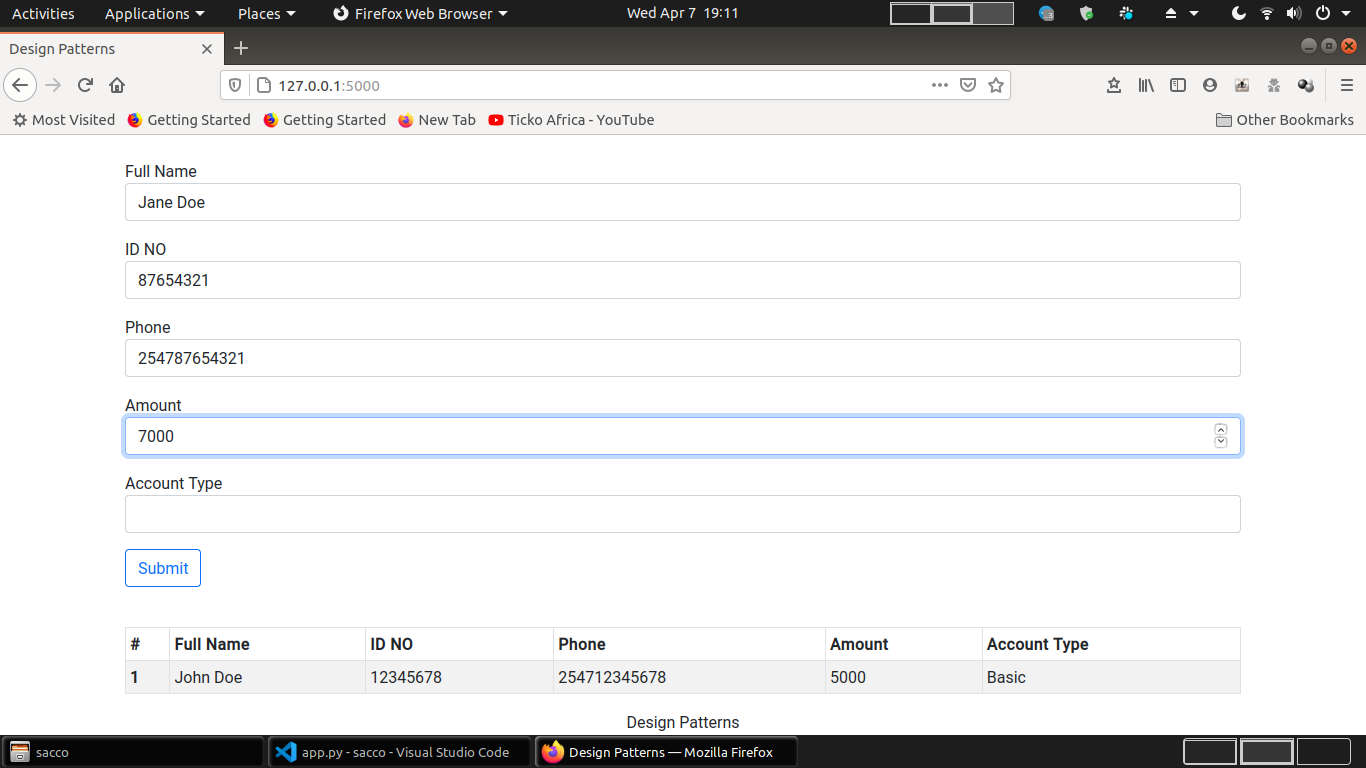 Activities Applications Places Firefox Web Browser Wed Apr 7 19:11
Design Patterns
127.0.0.1:5000
Most Visited Getting Started Getting Started New Tab Ticko Africa - YouTube Other Bookmarks
Full Name
Jane Doe
ID NO
87654321
Phone
254787654321
Amount
7000
Account Type
Submit
# Full Name ID NO Phone Amount Account Type
1 John Doe 12345678 254712345678 5000 Basic
Design Patterns
sacco app.py - sacco - Visual Studio Code Design Patterns — Mozilla Firefox